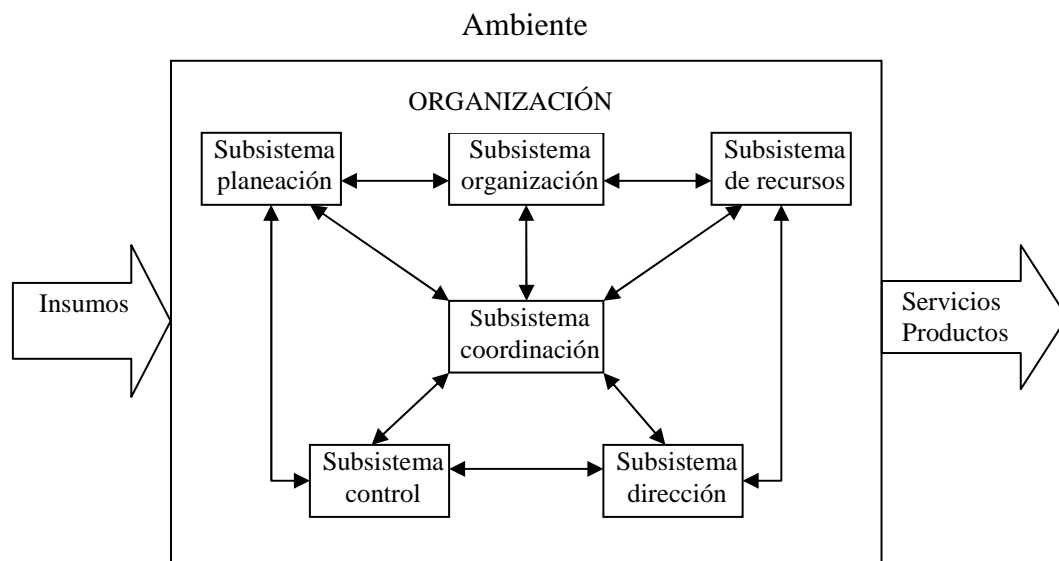 Ambiente
ORGANIZACIÓN
Subsistema
planeación
Subsistema
organización
Subsistema
de recursos
Insumos
Subsistema
coordinación
Servicios
Productos
Subsistema
control
Subsistema
dirección